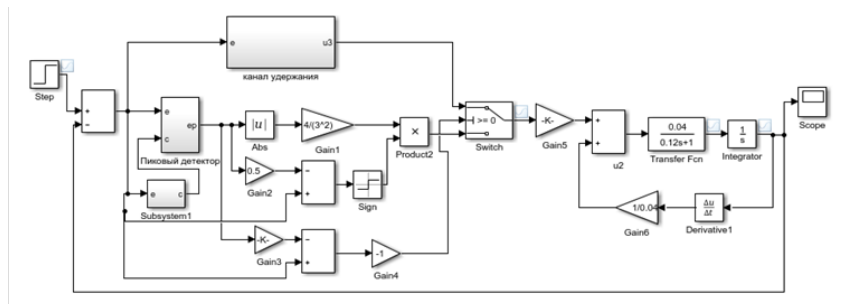 e
u3
канал удержания
Step
+
−
e
c
ep
Пиковый детектор
|u|
Abs
4/(3^2)
Gain1
×
Product2
>= 0
Switch
-K-
Gain5
+
+
u2
0.04
0.12s+1
Transfer Fcn
1
s
Integrator
Scope
0.5
Gain2
−
+
Sign
e
c
Subsystem1
-K-
Gain3
−
+
-1
Gain4
1/0.04
Gain6
Δu
Δt
Derivative1